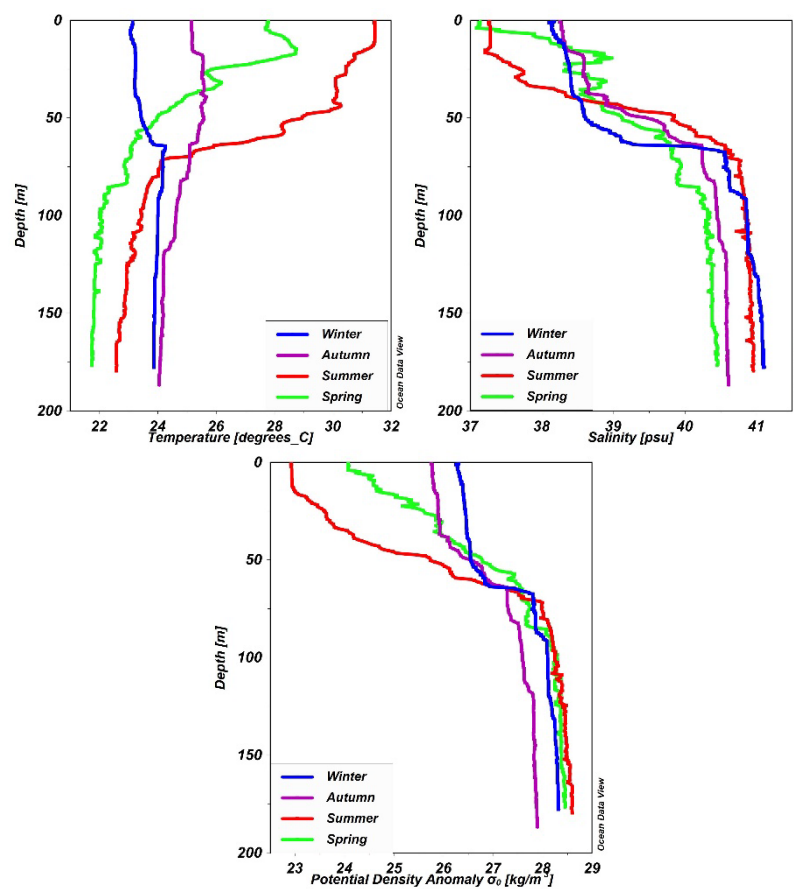 0
50
100
150
200
Depth [m]
22
24
26
28
30
32
Temperature [degrees_C]
Winter
Autumn
Summer
Spring
Ocean Data View
0
50
100
150
200
Depth [m]
37
38
39
40
41
Salinity [psu]
Winter
Autumn
Summer
Spring
0
50
100
150
200
Depth [m]
23
24
25
26
27
28
29
Potential Density Anomaly σ₀ [kg/m⁻³]
Winter
Autumn
Summer
Spring
Ocean Data View